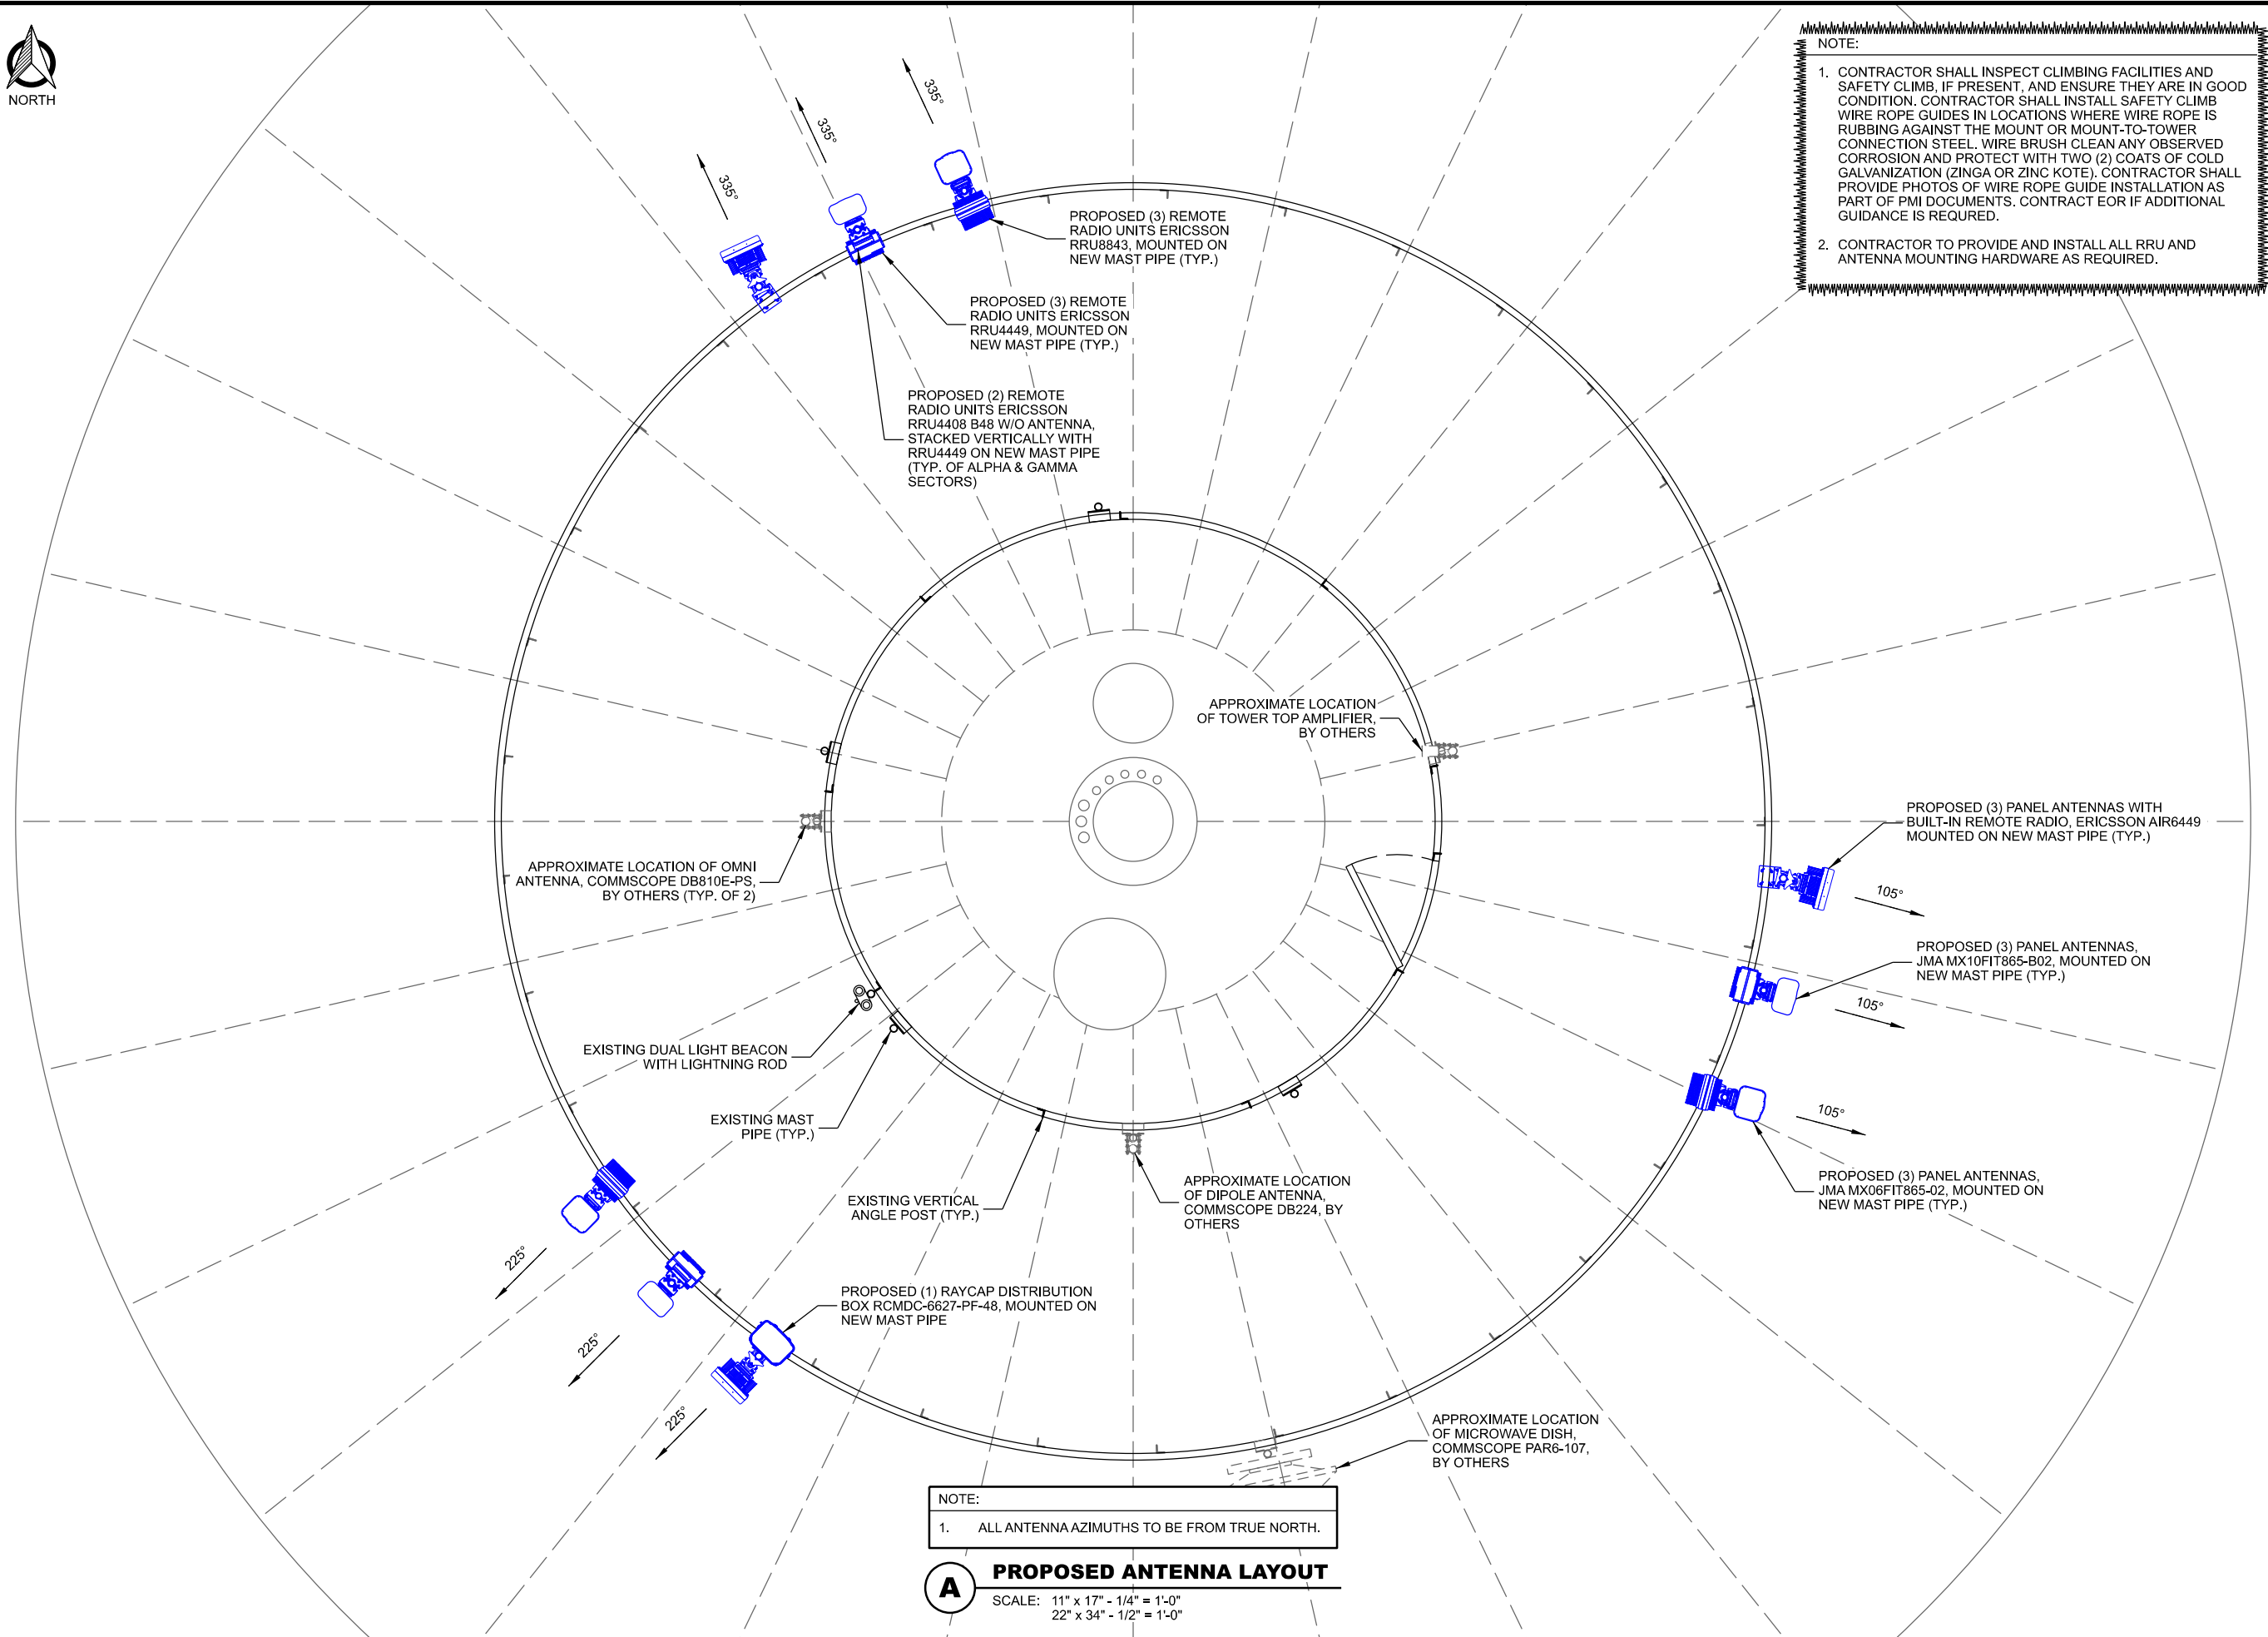 NORTH
335°
335°
335°
NOTE:
1. CONTRACTOR SHALL INSPECT CLIMBING FACILITIES AND
SAFETY CLIMB, IF PRESENT, AND ENSURE THEY ARE IN GOOD
CONDITION. CONTRACTOR SHALL INSTALL SAFETY CLIMB
WIRE ROPE GUIDES IN LOCATIONS WHERE WIRE ROPE IS
RUBBING AGAINST THE MOUNT OR MOUNT-TO-TOWER
CONNECTION STEEL. WIRE BRUSH CLEAN ANY OBSERVED
CORROSION AND PROTECT WITH TWO (2) COATS OF COLD
GALVANIZATION (ZINGA OR ZINC KOTE). CONTRACTOR SHALL
PROVIDE PHOTOS OF WIRE ROPE GUIDE INSTALLATION AS
PART OF PMI DOCUMENTS. CONTRACT EOR IF ADDITIONAL
GUIDANCE IS REQURED.
2. CONTRACTOR TO PROVIDE AND INSTALL ALL RRU AND
ANTENNA MOUNTING HARDWARE AS REQUIRED.
PROPOSED (3) REMOTE
RADIO UNITS ERICSSON
RRU8843, MOUNTED ON
NEW MAST PIPE (TYP.)
PROPOSED (3) REMOTE
RADIO UNITS ERICSSON
RRU4449, MOUNTED ON
NEW MAST PIPE (TYP.)
PROPOSED (2) REMOTE
RADIO UNITS ERICSSON
RRU4408 B48 W/O ANTENNA,
STACKED VERTICALLY WITH
RRU4449 ON NEW MAST PIPE
(TYP. OF ALPHA & GAMMA
SECTORS)
APPROXIMATE LOCATION
OF TOWER TOP AMPLIFIER,
BY OTHERS
PROPOSED (3) PANEL ANTENNAS WITH
BUILT-IN REMOTE RADIO, ERICSSON AIR6449
MOUNTED ON NEW MAST PIPE (TYP.)
105°
APPROXIMATE LOCATION OF OMNI
ANTENNA, COMMSCOPE DB810E-PS,
BY OTHERS (TYP. OF 2)
PROPOSED (3) PANEL ANTENNAS,
JMA MX10FIT865-B02, MOUNTED ON
NEW MAST PIPE (TYP.)
105°
EXISTING DUAL LIGHT BEACON
WITH LIGHTNING ROD
105°
EXISTING MAST
PIPE (TYP.)
PROPOSED (3) PANEL ANTENNAS,
JMA MX06FIT865-02, MOUNTED ON
NEW MAST PIPE (TYP.)
EXISTING VERTICAL
ANGLE POST (TYP.)
APPROXIMATE LOCATION
OF DIPOLE ANTENNA,
COMMSCOPE DB224, BY
OTHERS
225°
225°
225°
PROPOSED (1) RAYCAP DISTRIBUTION
BOX RCMDC-6627-PF-48, MOUNTED ON
NEW MAST PIPE
APPROXIMATE LOCATION
OF MICROWAVE DISH,
COMMSCOPE PAR6-107,
BY OTHERS
NOTE:
1. ALL ANTENNA AZIMUTHS TO BE FROM TRUE NORTH.
A PROPOSED ANTENNA LAYOUT
SCALE: 11" x 17" - 1/4" = 1'-0"
22" x 34" - 1/2" = 1'-0"